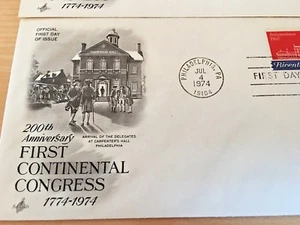 1774-1974
OFFICIAL
FIRST DAY
OF ISSUE
PHILADELPHIA, PA
JUL
4
1974
19104
FIRST DAY
200th
Anniversary
ARRIVAL OF THE DELEGATES
AT CARPENTER'S HALL
PHILADELPHIA
FIRST
CONTINENTAL
CONGRESS
1774-1974